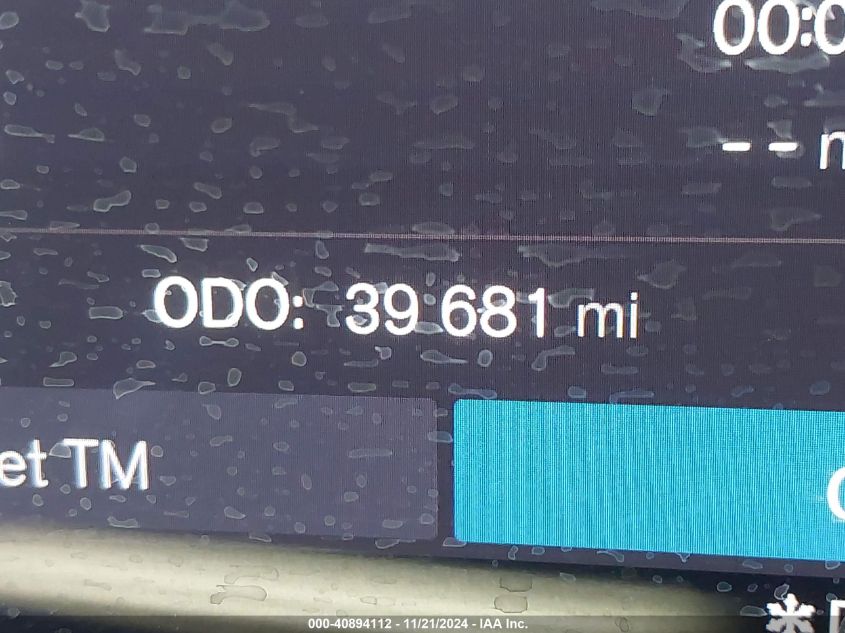 00:0
-- m
ODO: 39 681 mi
et TM
000-40894112 - 11/21/2024 - IAA Inc.